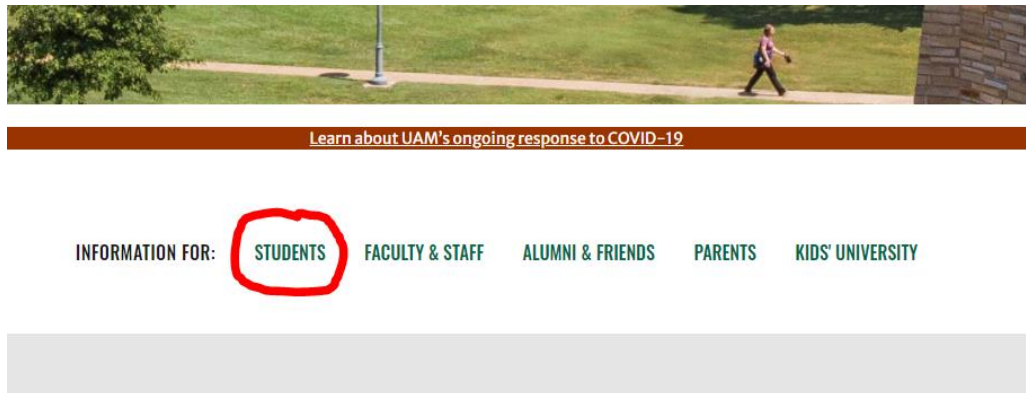 Learn about UAM's ongoing response to COVID-19
INFORMATION FOR: STUDENTS FACULTY & STAFF ALUMNI & FRIENDS PARENTS KIDS' UNIVERSITY